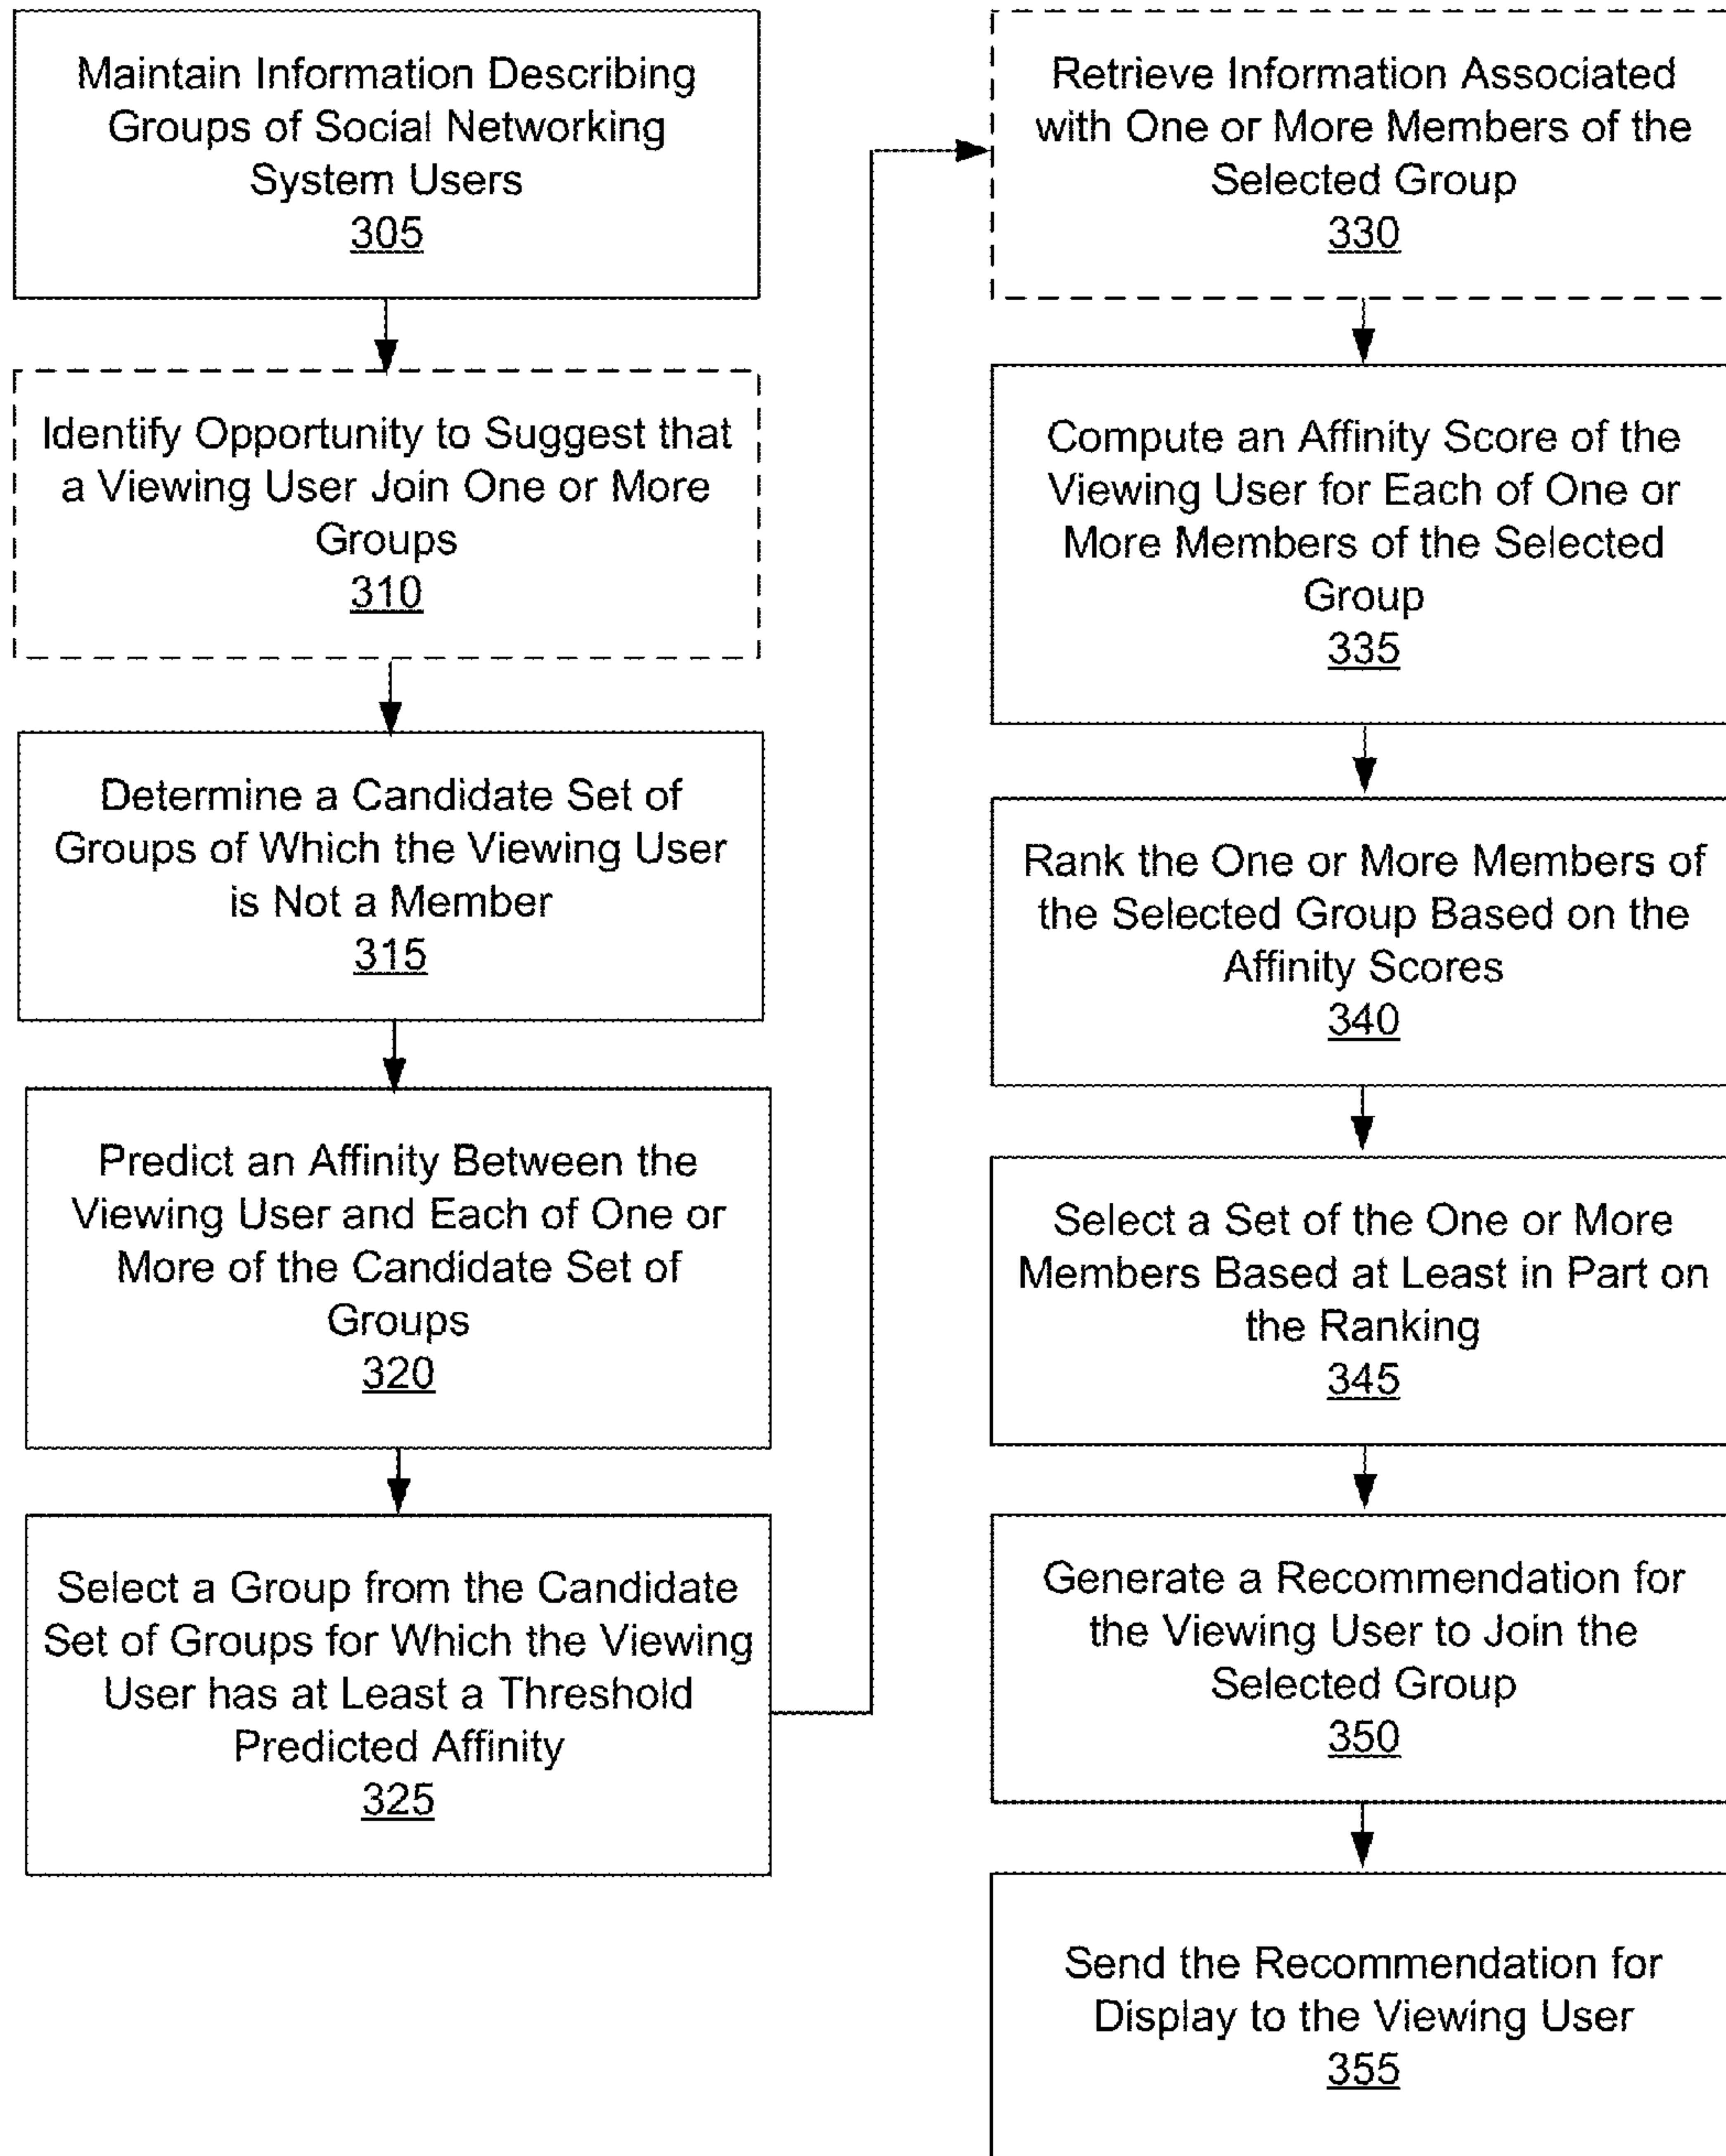 Maintain Information Describing
Groups of Social Networking
System Users
305
Identify Opportunity to Suggest that
a Viewing User Join One or More
Groups
310
Determine a Candidate Set of
Groups of Which the Viewing User
is Not a Member
315
Predict an Affinity Between the
Viewing User and Each of One or
More of the Candidate Set of
Groups
320
Select a Group from the Candidate
Set of Groups for Which the Viewing
User has at Least a Threshold
Predicted Affinity
325
Retrieve Information Associated
with One or More Members of the
Selected Group
330
Compute an Affinity Score of the
Viewing User for Each of One or
More Members of the Selected
Group
335
Rank the One or More Members of
the Selected Group Based on the
Affinity Scores
340
Select a Set of the One or More
Members Based at Least in Part on
the Ranking
345
Generate a Recommendation for
the Viewing User to Join the
Selected Group
350
Send the Recommendation for
Display to the Viewing User
355